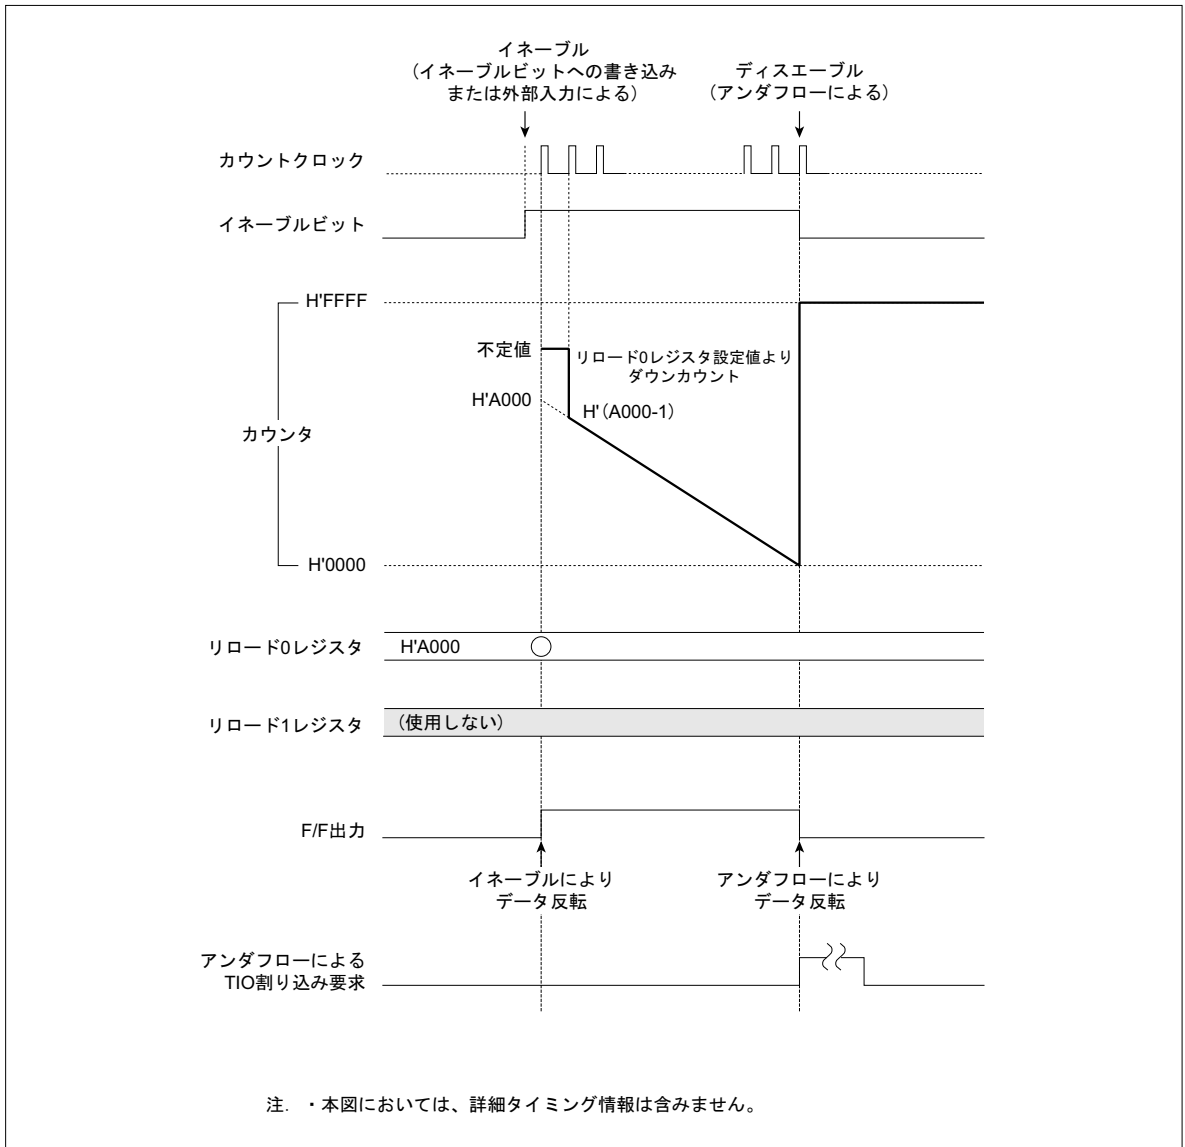 イネーブル
（イネーブルビットへの書き込み
または外部入力による）
ディスエーブル
（アンダフローによる）
カウントクロック
イネーブルビット
H'FFFF
不定値
リロード0レジスタ設定値より
ダウンカウント
H'A000
H'（A000-1）
カウンタ
H'0000
リロード0レジスタ
H'A000
リロード1レジスタ
（使用しない）
F/F出力
イネーブルにより
データ反転
アンダフローにより
データ反転
アンダフローによる
TIO割り込み要求
注. ・本図においては、詳細タイミング情報は含みません。